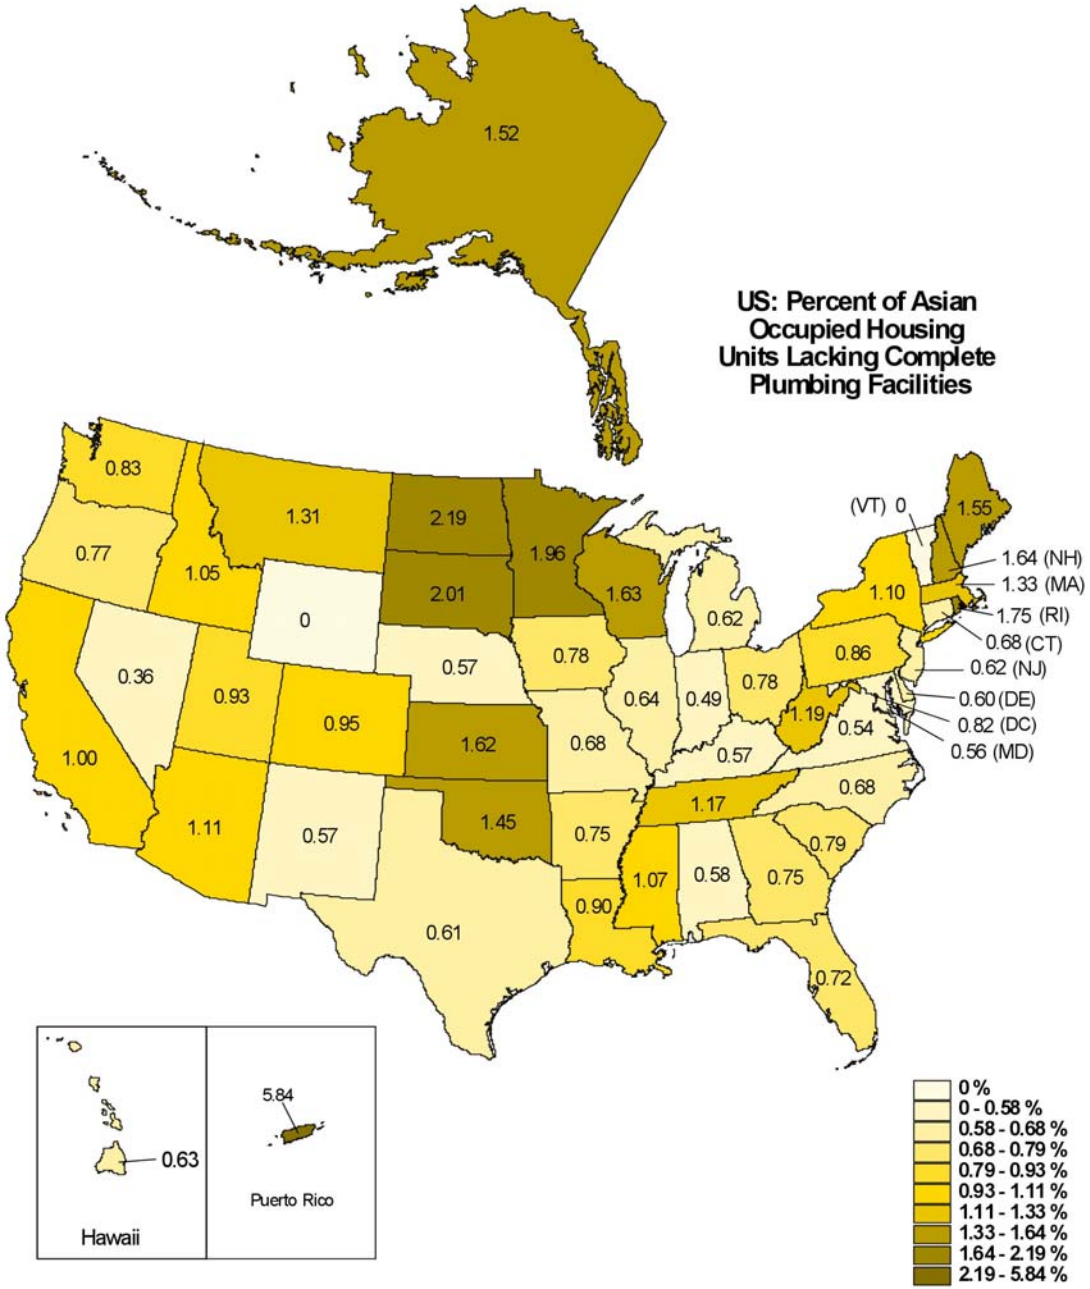 1.52
US: Percent of Asian
Occupied Housing
Units Lacking Complete
Plumbing Facilities
0.83
1.31
2.19
1.96
(VT) 0
1.55
0.77
1.05
0
2.01
1.63
0.62
1.10
1.64 (NH)
1.33 (MA)
1.75 (RI)
0.68 (CT)
0.62 (NJ)
0.60 (DE)
0.82 (DC)
0.56 (MD)
0.36
0.93
0.95
0.57
0.78
0.64
0.49
0.78
0.86
1.19
0.54
1.00
1.11
0.57
1.62
0.68
0.57
0.68
1.45
0.75
1.17
0.79
0.61
0.90
1.07
0.58
0.75
0.72
0.63
Hawaii
5.84
Puerto Rico
0 %
0 - 0.58 %
0.58 - 0.68 %
0.68 - 0.79 %
0.79 - 0.93 %
0.93 - 1.11 %
1.11 - 1.33 %
1.33 - 1.64 %
1.64 - 2.19 %
2.19 - 5.84 %